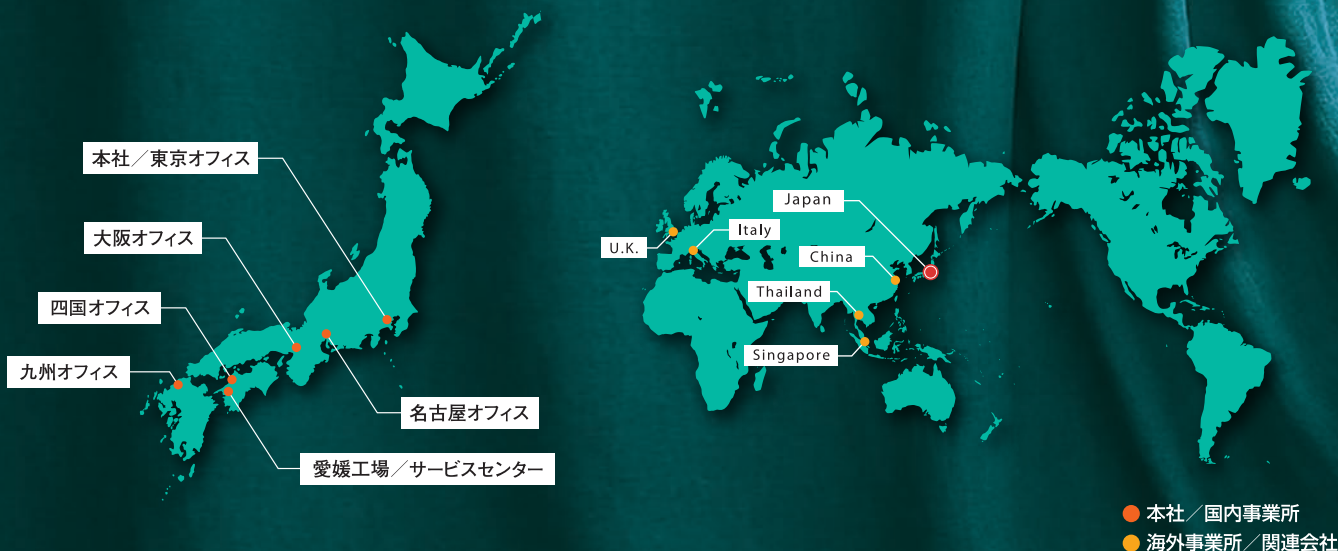 本社／東京オフィス
大阪オフィス
四国オフィス
九州オフィス
名古屋オフィス
愛媛工場／サービスセンター
Japan
U.K.
Italy
China
Thailand
Singapore
本社／国内事業所
海外事業所／関連会社